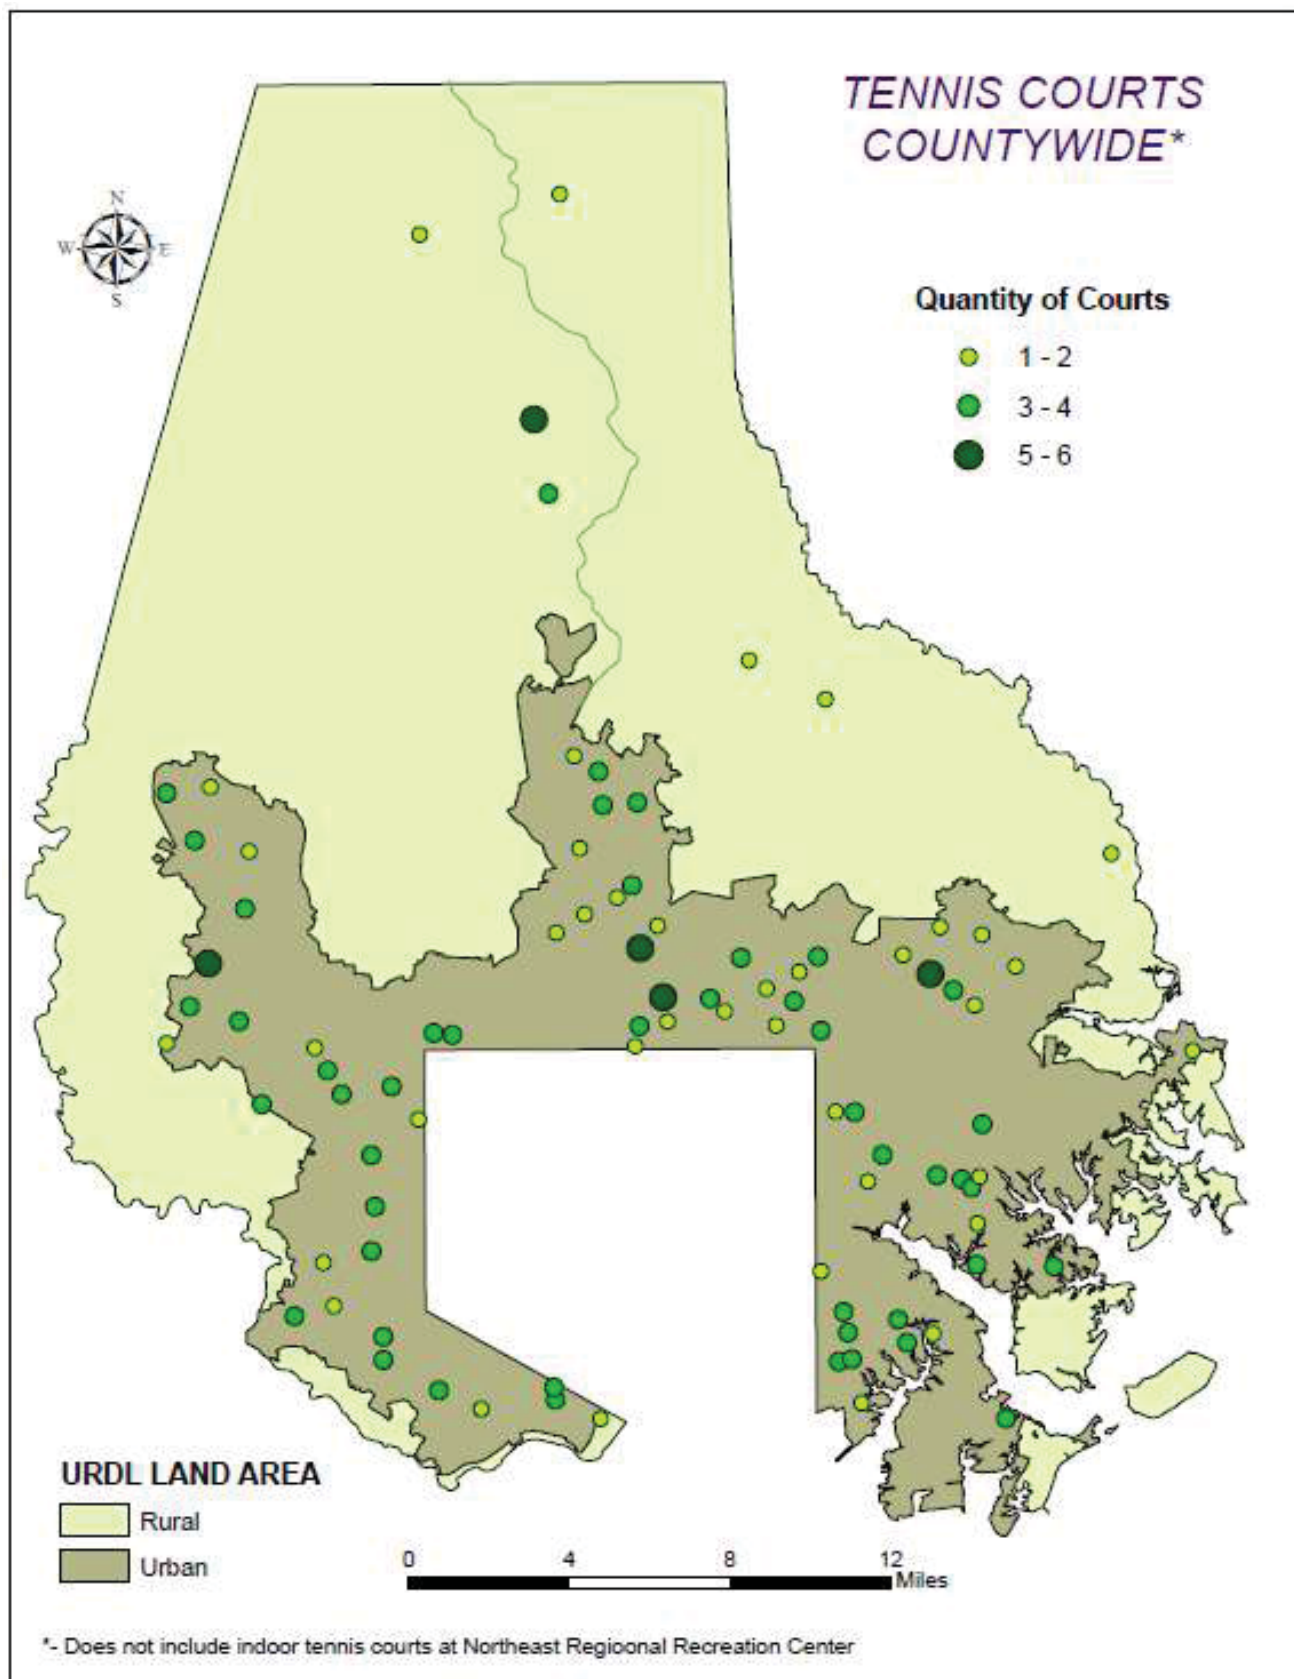 TENNIS COURTS
COUNTYWIDE*
N
W
E
S
Quantity of Courts
1 - 2
3 - 4
5 - 6
URDL LAND AREA
Rural
Urban
0 4 8 12
Miles
*- Does not include indoor tennis courts at Northeast Regioonal Recreation Center